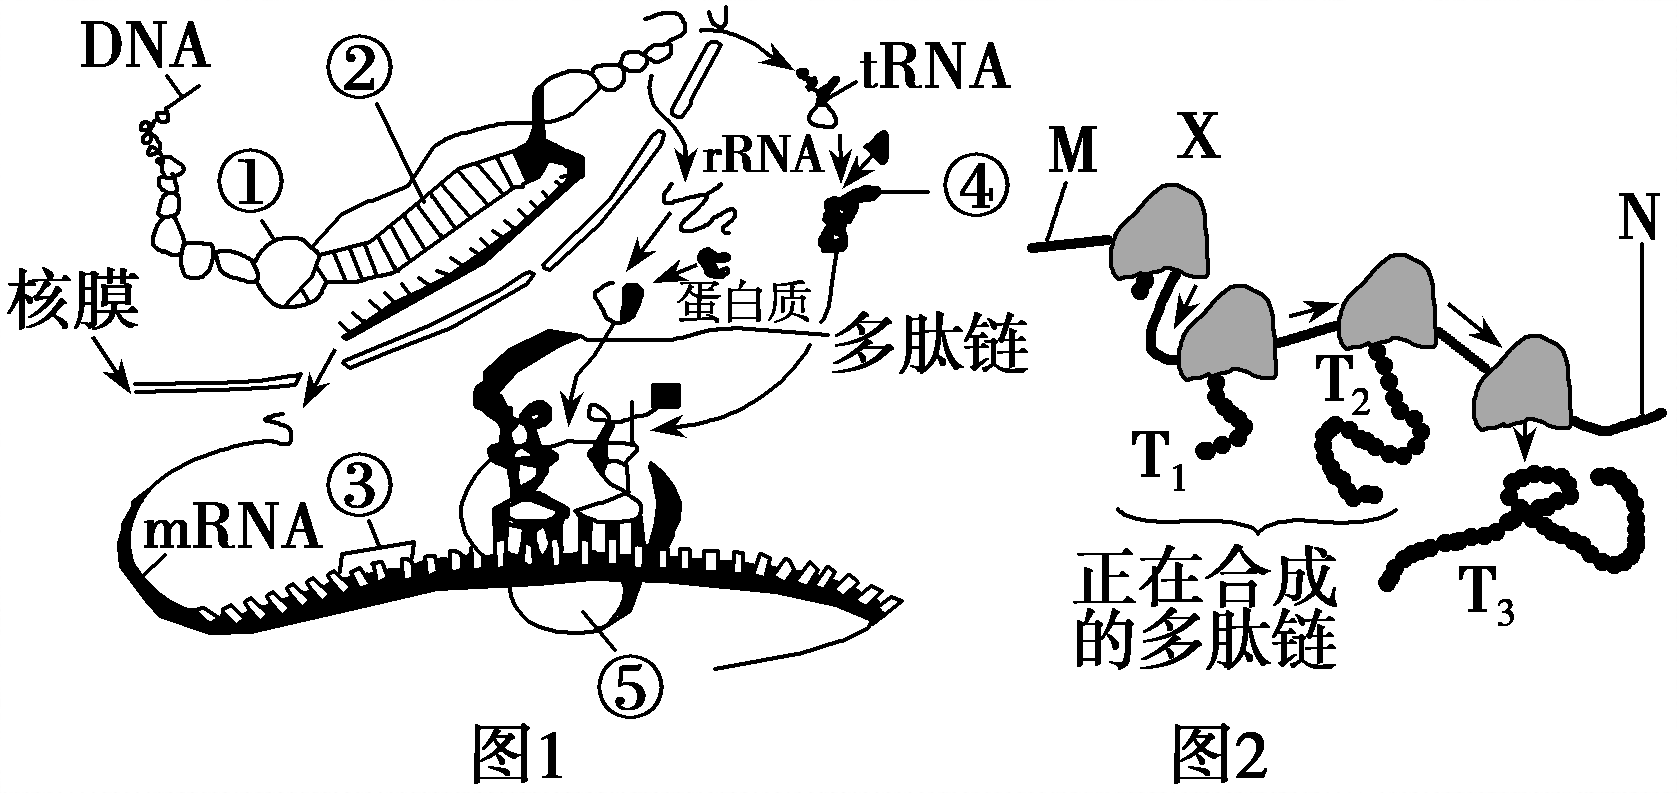 DNA
②
tRNA
①
rRNA
④
核膜
蛋白质
多肽链
③
mRNA
⑤
图1
M
X
N
T₁
T₂
T₃
正在合成
的多肽链
图2